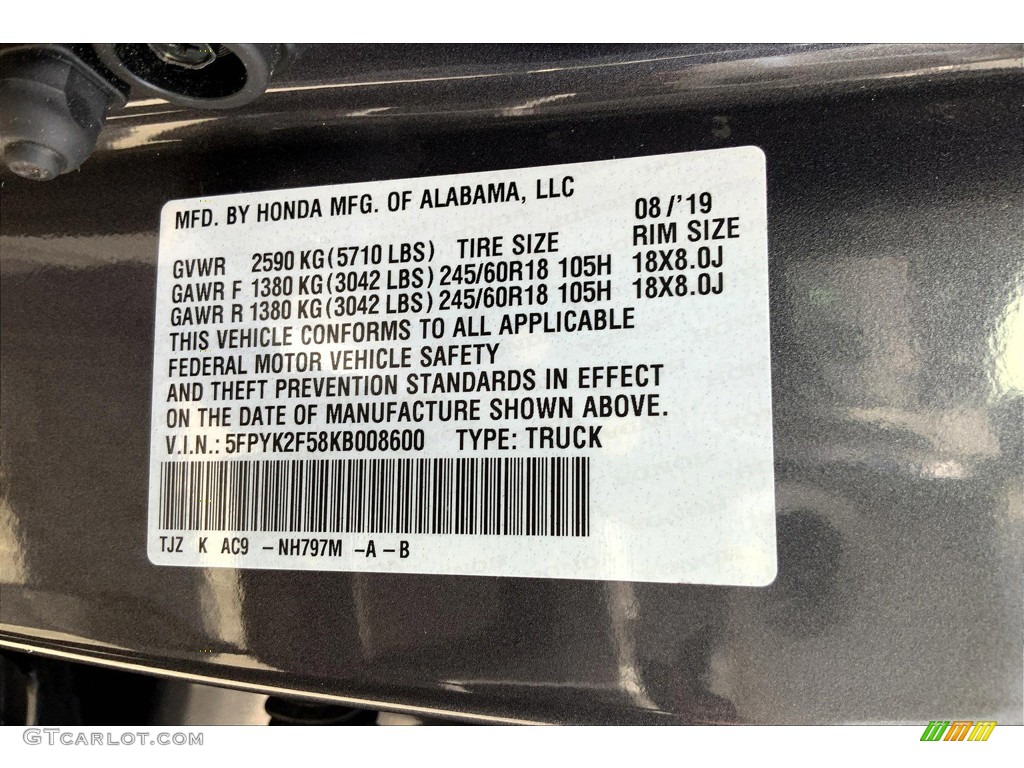 MFD. BY HONDA MFG. OF ALABAMA, LLC
08/'19
GVWR 2590 KG (5710 LBS) TIRE SIZE RIM SIZE
GAWR F 1380 KG (3042 LBS) 245/60R18 105H 18X8.0J
GAWR R 1380 KG (3042 LBS) 245/60R18 105H 18X8.0J
THIS VEHICLE CONFORMS TO ALL APPLICABLE
FEDERAL MOTOR VEHICLE SAFETY
AND THEFT PREVENTION STANDARDS IN EFFECT
ON THE DATE OF MANUFACTURE SHOWN ABOVE.
V.I.N.: 5FPYK2F58KB008600 TYPE: TRUCK
TJZ K AC9 -NH797M -A-B
GTCARLOT.COM